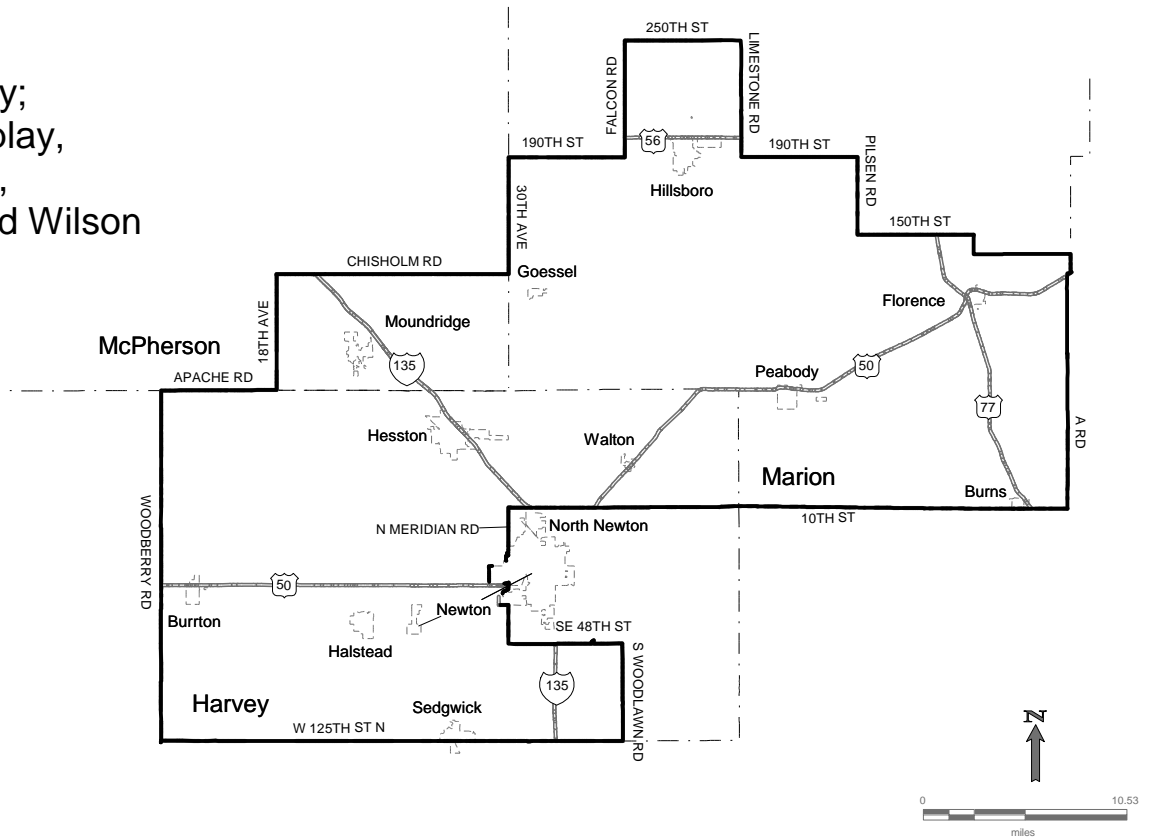 y;
olay,
,
d Wilson
250TH ST
FALCON RD
LIMESTONE RD
56
190TH ST
190TH ST
PILSEN RD
Hillsboro
30TH AVE
150TH ST
CHISHOLM RD
Goessel
Florence
18TH AVE
Moundridge
McPherson
135
50
APACHE RD
Peabody
77
A RD
Hesston
Walton
Marion
Burns
WOODBERRY RD
N MERIDIAN RD
North Newton
10TH ST
50
Newton
Burrton
SE 48TH ST
Halstead
S WOODLAWN RD
135
Harvey
Sedgwick
W 125TH ST N
N
0 10.53
miles